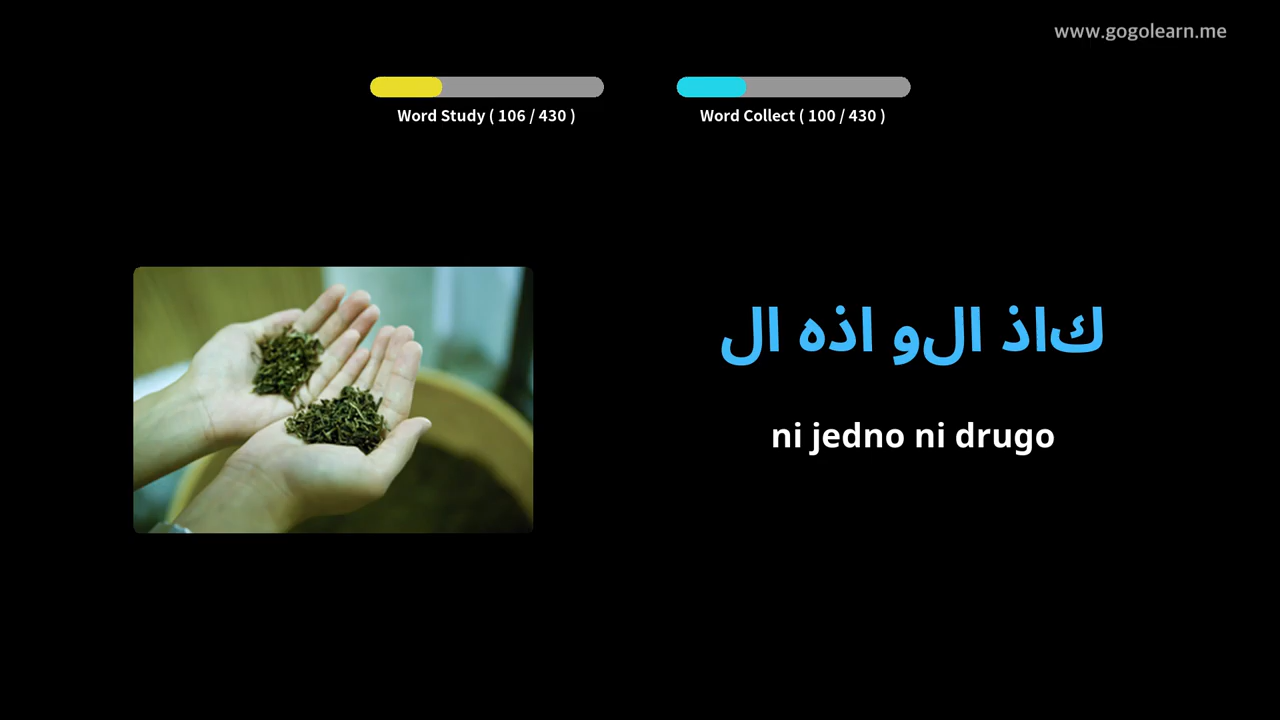 www.gogolearn.me
Word Study ( 106 / 430 )
Word Collect ( 100 / 430 )
كاذ الو اذه ال
ni jedno ni drugo